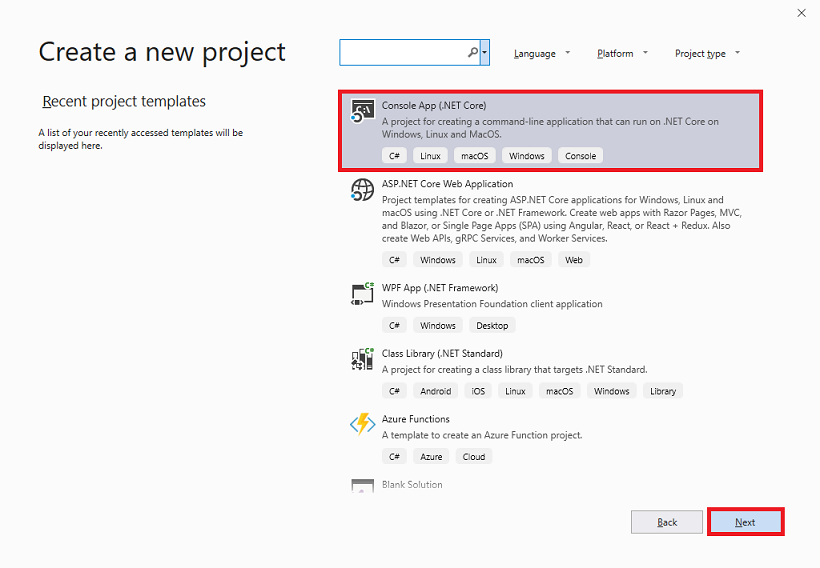 Create a new project
Language
Platform
Project type
Recent project templates
A list of your recently accessed templates will be
displayed here.
Console App (.NET Core)
A project for creating a command-line application that can run on .NET Core on
Windows, Linux and MacOS.
C# Linux macOS Windows Console
ASP.NET Core Web Application
Project templates for creating ASP.NET Core applications for Windows, Linux and
macOS using .NET Core or .NET Framework. Create web apps with Razor Pages, MVC,
and Blazor, or Single Page Apps (SPA) using Angular, React, or React + Redux. Also
create Web APIs, gRPC Services, and Worker Services.
C# Windows Linux macOS Web
WPF App (.NET Framework)
Windows Presentation Foundation client application
C# Windows Desktop
Class Library (.NET Standard)
A project for creating a class library that targets .NET Standard.
C# Android iOS Linux macOS Windows Library
Azure Functions
A template to create an Azure Function project.
C# Azure Cloud
Blank Solution
Back
Next